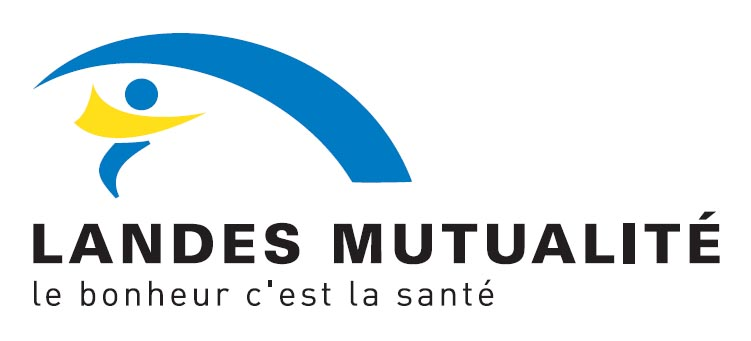 LANDES MUTUALITÉ
le bonheur c'est la santé